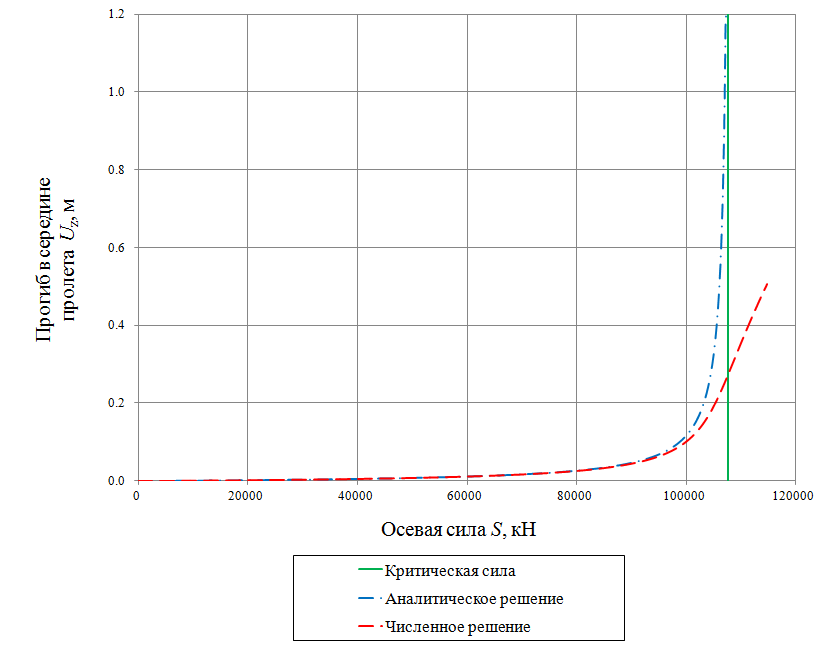 1.2
1.0
0.8
0.6
0.4
0.2
0.0
Прогиб в середине
пролета Uz, м
0 20000 40000 60000 80000 100000 120000
Осевая сила S, кН
Критическая сила
Аналитическое решение
Численное решение